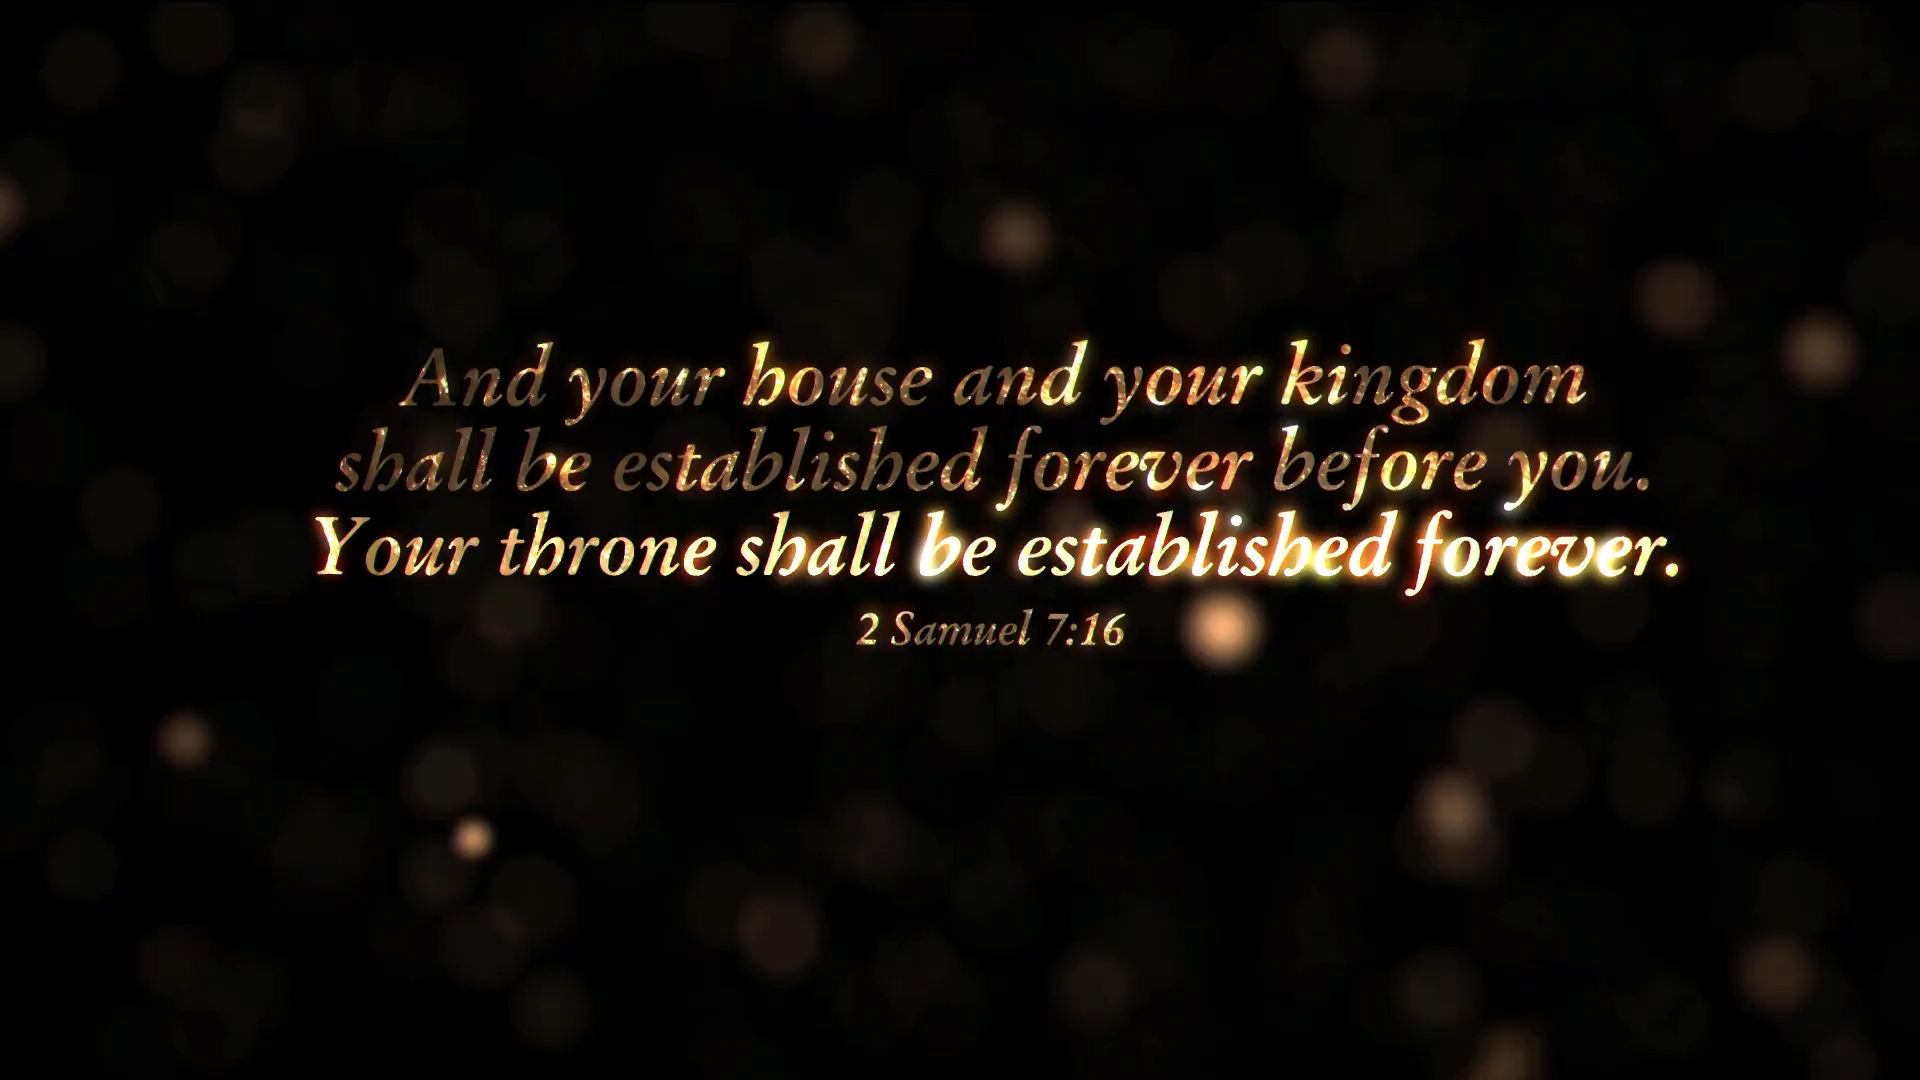 And your house and your kingdom
shall be established forever before you.
Your throne shall be established forever.
2 Samuel 7:16